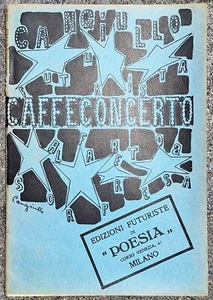 CANGIULLO
FUTURISTA
CAFFECONCERTO
ALFABETO A
SORPRESA
Cangiullo
EDIZIONI FUTURISTE
DI
"POESIA"
CORSO VENEZIA, 61
MILANO